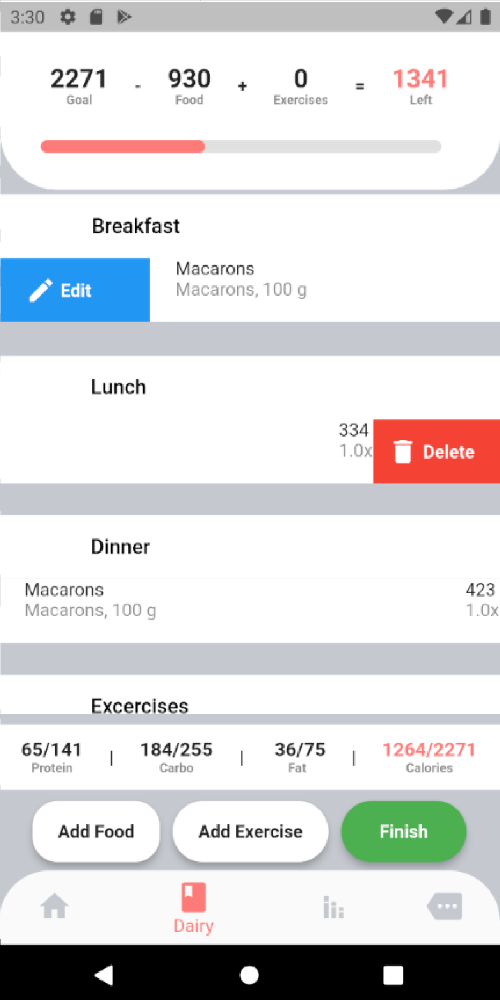 3:30
2271 - 930 + 0 = 1341
Goal Food Exercises Left
Breakfast
Edit
Macarons
Macarons, 100 g
Lunch
334
1.0x
Delete
Dinner
Macarons 423
Macarons, 100 g 1.0x
Excercises
65/141 | 184/255 | 36/75 | 1264/2271
Protein Carbo Fat Calories
Add Food Add Exercise Finish
Dairy